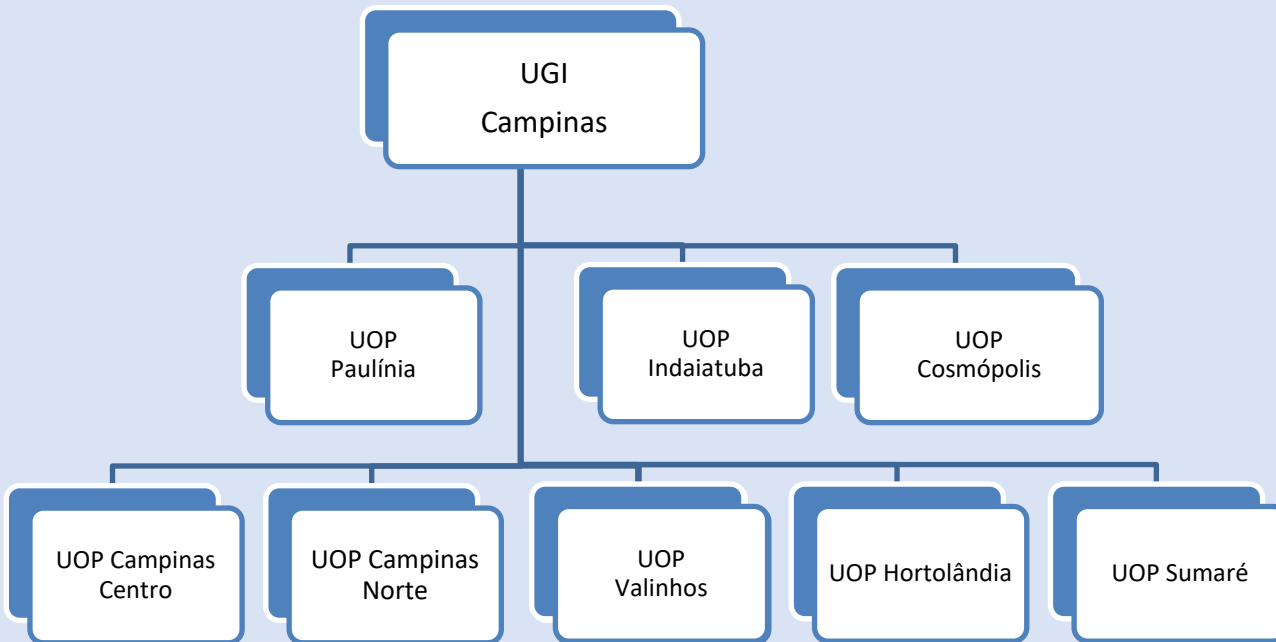 UGI
Campinas
UOP
Paulínia
UOP
Indaiatuba
UOP
Cosmópolis
UOP Campinas
Centro
UOP Campinas
Norte
UOP
Valinhos
UOP Hortolândia
UOP Sumaré